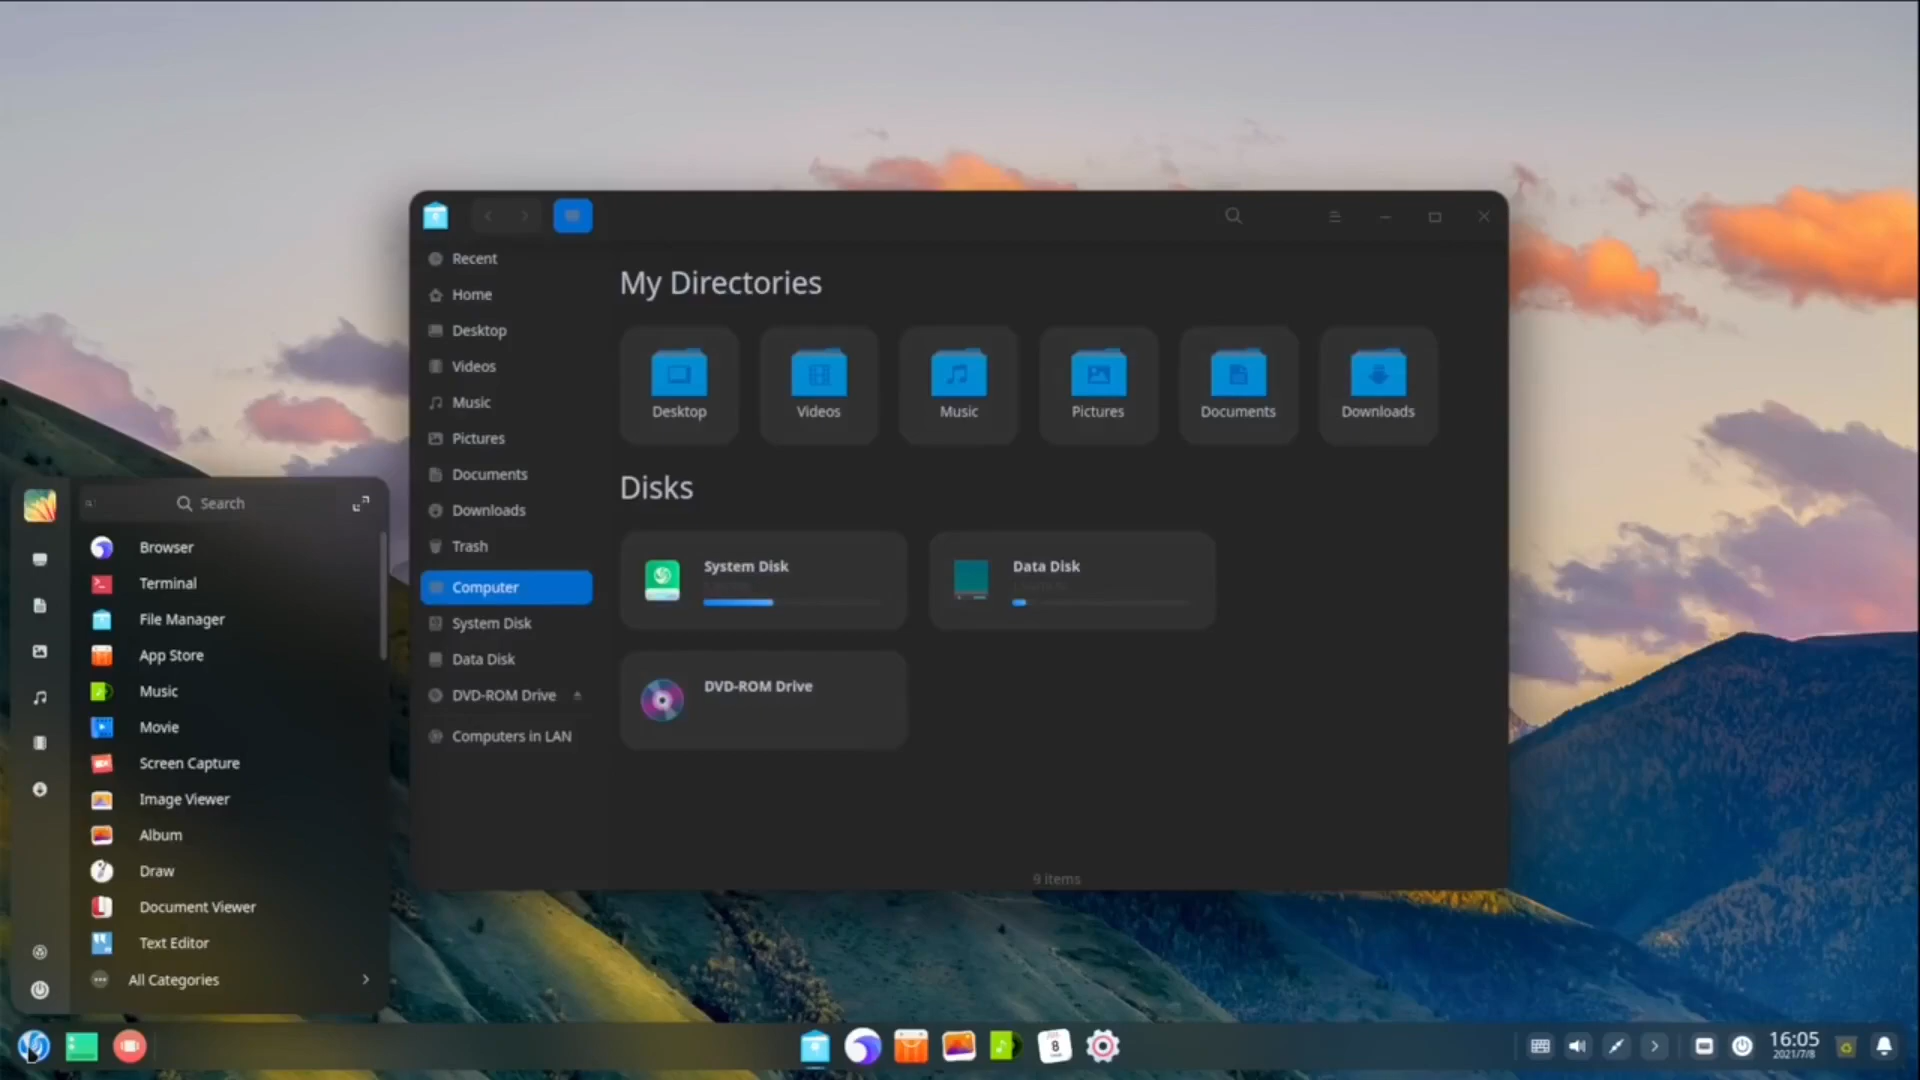 Recent
Home
Desktop
Videos
Music
Pictures
Documents
Downloads
Trash
Computer
System Disk
Data Disk
DVD-ROM Drive
Computers in LAN
My Directories
Desktop
Videos
Music
Pictures
Documents
Downloads
Disks
System Disk
Data Disk
DVD-ROM Drive
9 items
Search
Browser
Terminal
File Manager
App Store
Music
Movie
Screen Capture
Image Viewer
Album
Draw
Document Viewer
Text Editor
All Categories
8
16:05
2021/7/8